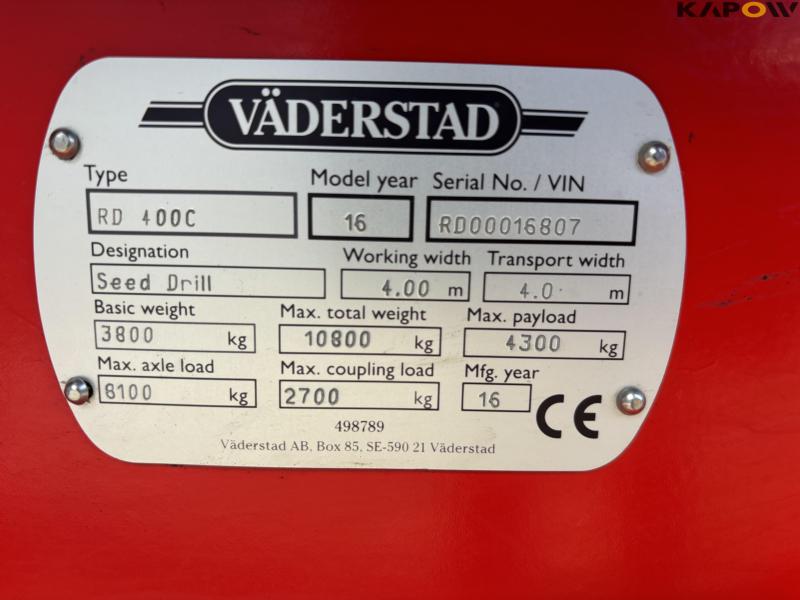 KAPOW
VÄDERSTAD
Type Model year Serial No. / VIN
RD 400C 16 RD00016807
Designation Working width Transport width
Seed Drill 4.00 m 4.0 m
Basic weight Max. total weight Max. payload
3800 kg 10800 kg 4300 kg
Max. axle load Max. coupling load Mfg. year
8100 kg 2700 kg 16 CE
498789
Väderstad AB, Box 85, SE-590 21 Väderstad